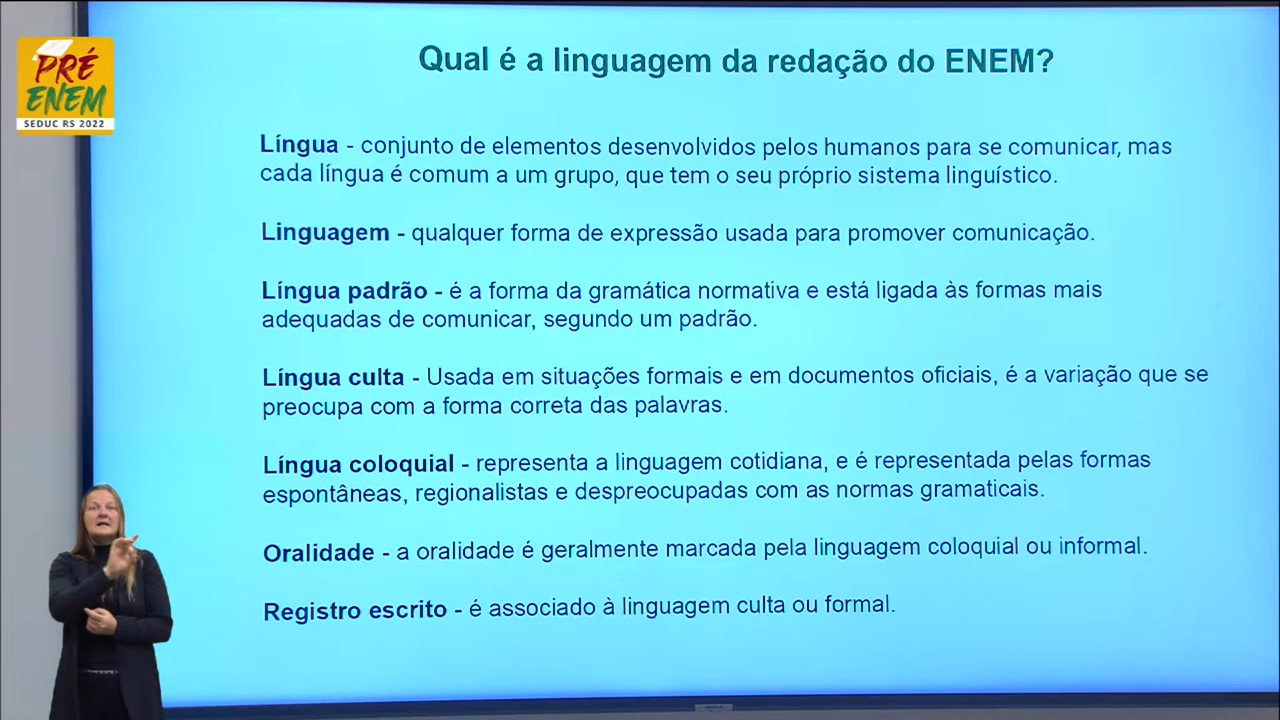 PRÉ
ENEM
SEDUC RS 2022
Qual é a linguagem da redação do ENEM?
Língua - conjunto de elementos desenvolvidos pelos humanos para se comunicar, mas
cada língua é comum a um grupo, que tem o seu próprio sistema linguístico.
Linguagem - qualquer forma de expressão usada para promover comunicação.
Língua padrão - é a forma da gramática normativa e está ligada às formas mais
adequadas de comunicar, segundo um padrão.
Língua culta - Usada em situações formais e em documentos oficiais, é a variação que se
preocupa com a forma correta das palavras.
Língua coloquial - representa a linguagem cotidiana, e é representada pelas formas
espontâneas, regionalistas e despreocupadas com as normas gramaticais.
Oralidade - a oralidade é geralmente marcada pela linguagem coloquial ou informal.
Registro escrito - é associado à linguagem culta ou formal.